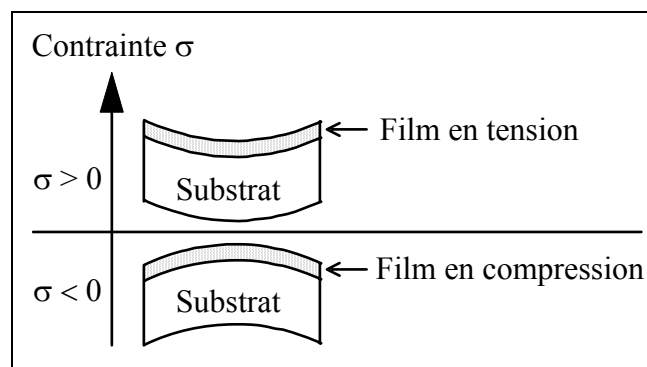 Contrainte σ
Film en tension
σ > 0
Substrat
Film en compression
σ < 0
Substrat